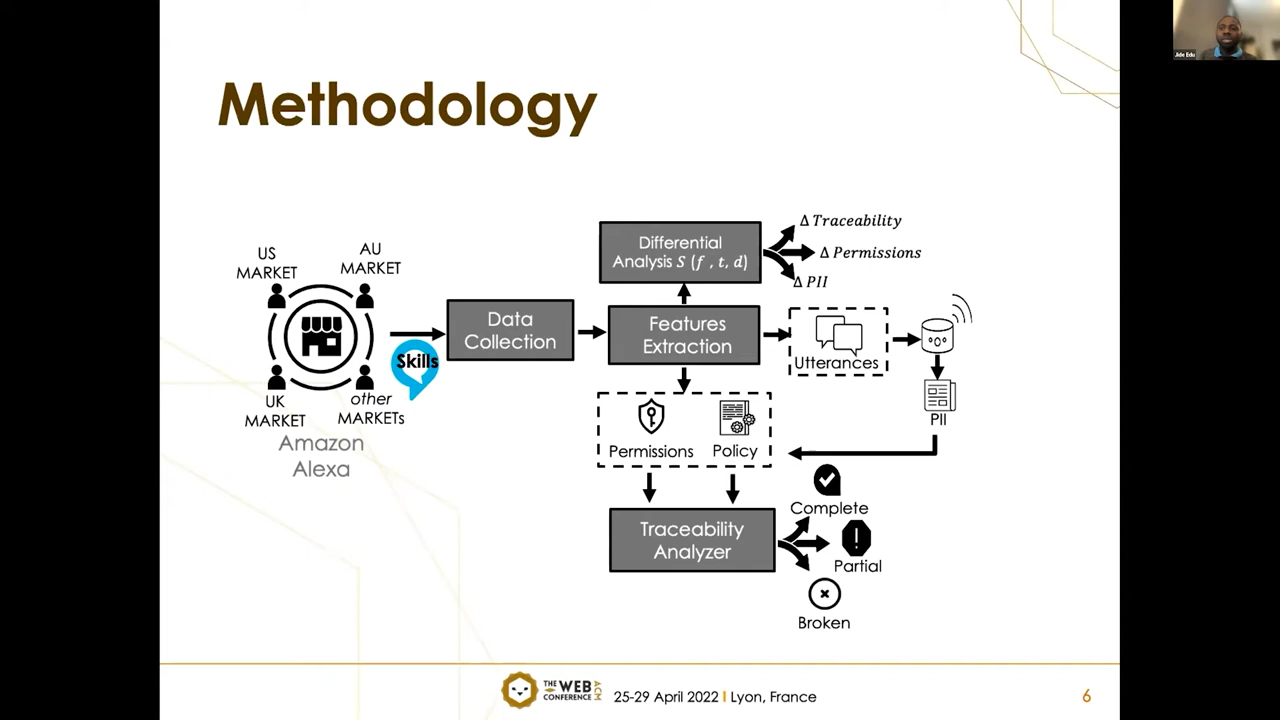 Jide Edu
Methodology
US
MARKET
AU
MARKET
UK
MARKET
other
MARKETs
Amazon
Alexa
Skills
Data
Collection
Differential
Analysis S (f , t, d)
Δ Traceability
Δ Permissions
Δ PII
Features
Extraction
Utterances
PII
Permissions
Policy
Traceability
Analyzer
Complete
Partial
Broken
THE WEB
CONFERENCE
ACM
25-29 April 2022 I Lyon, France
6